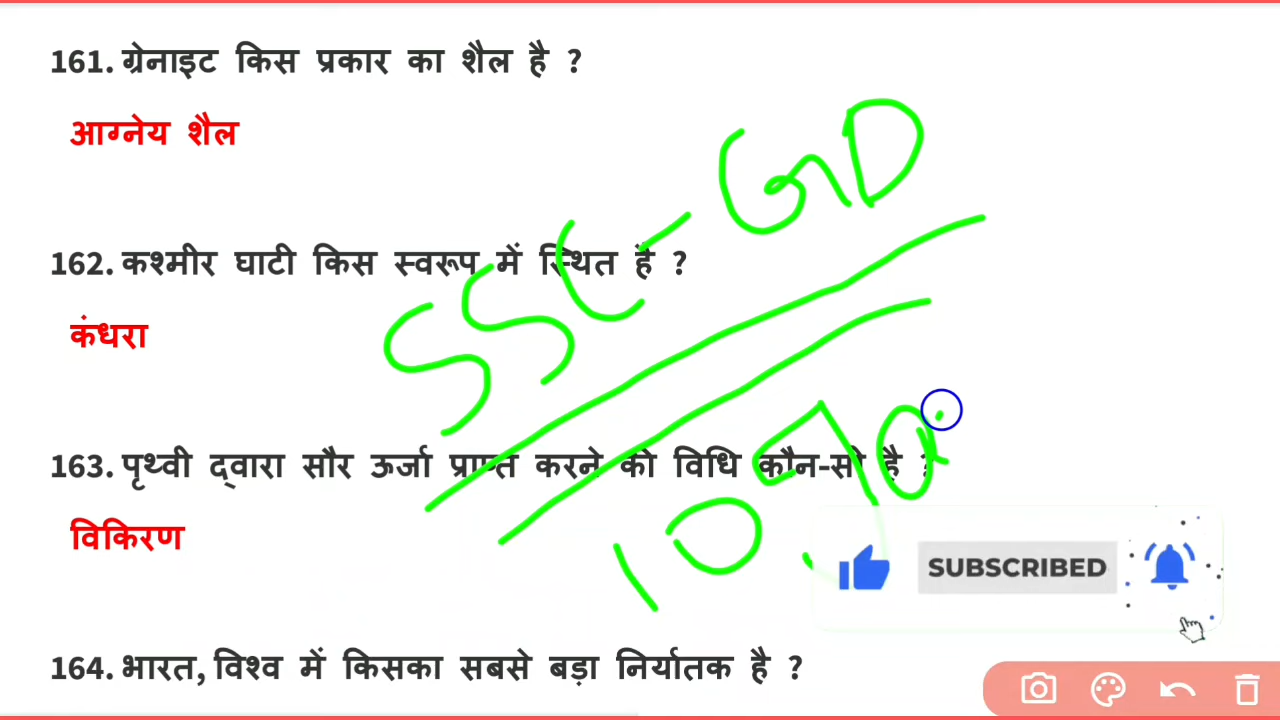 161. ग्रेनाइट किस प्रकार का शैल है ?
आग्नेय शैल
SSC-GD
162. कश्मीर घाटी किस स्वरूप में स्थित है ?
कंधरा
163. पृथ्वी द्वारा सौर ऊर्जा प्राप्त करने की विधि कौन-सी है ?
विकिरण
SUBSCRIBED
164. भारत, विश्व में किसका सबसे बड़ा निर्यातक है ?